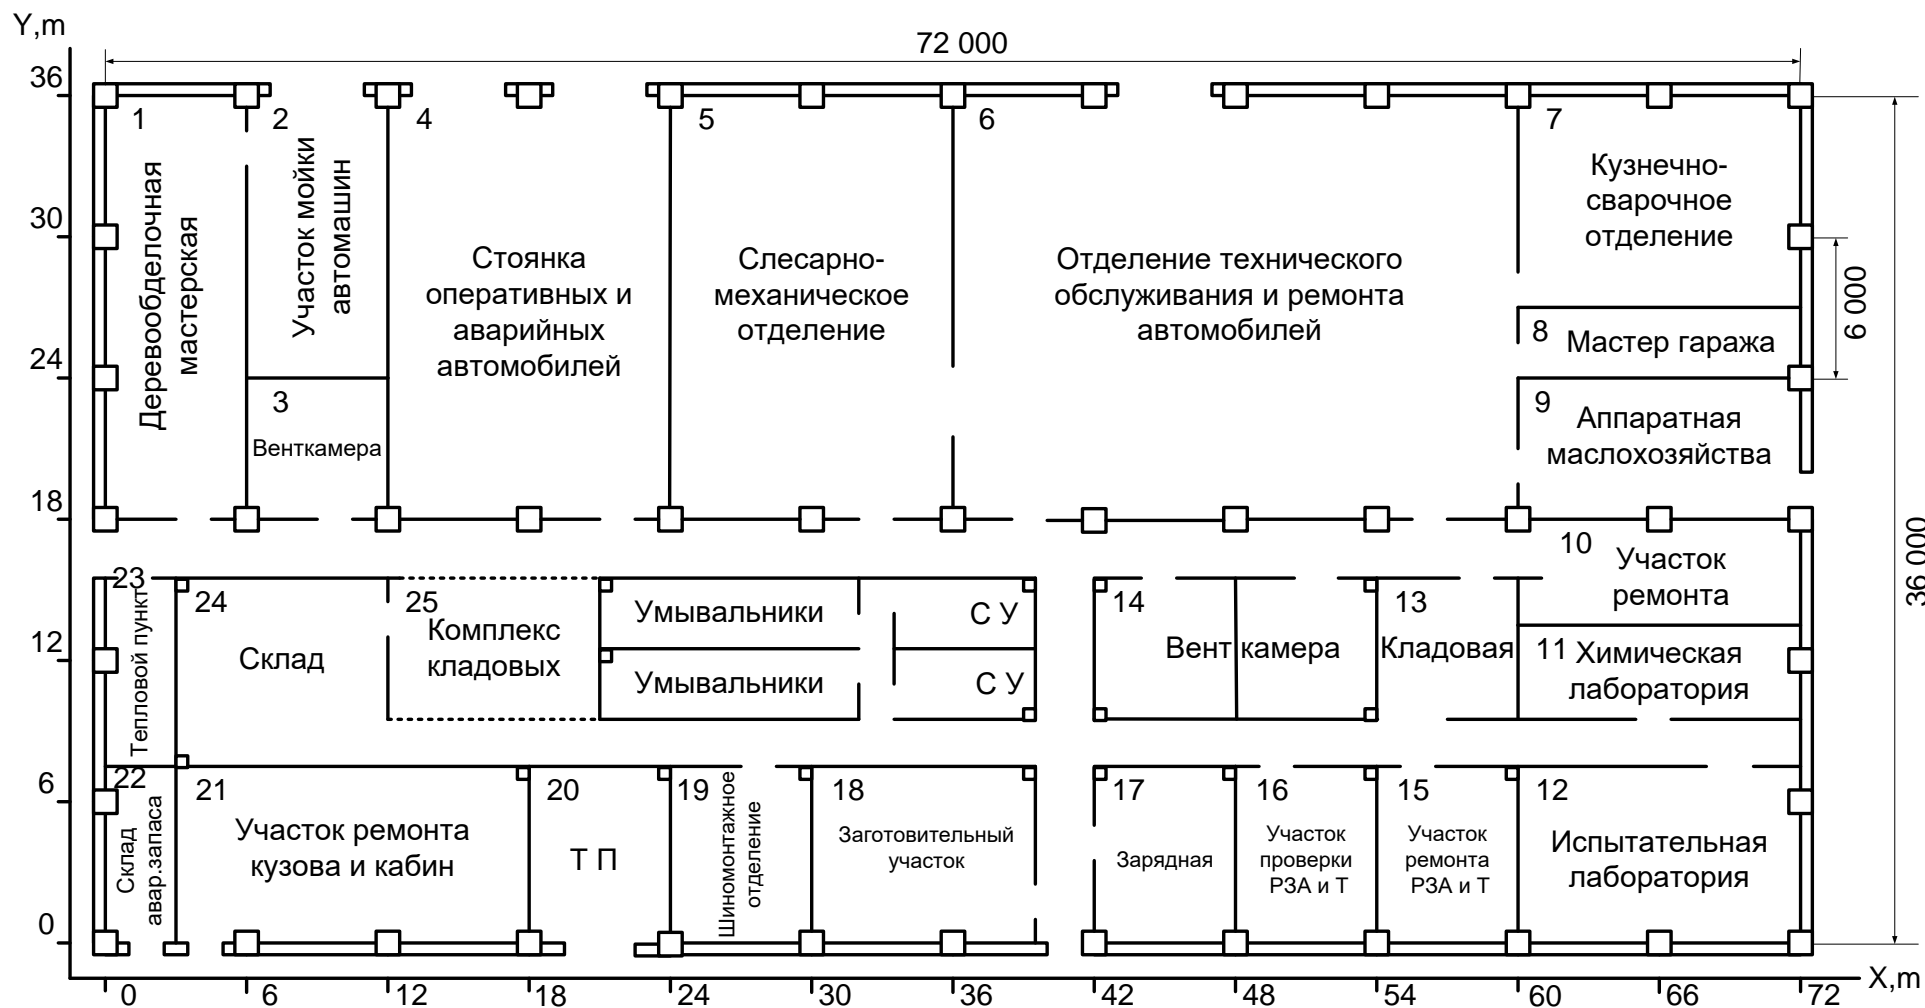 Y,m
72 000
36
1
2
4
5
6
7
Деревообделочная
мастерская
Участок мойки
автомашин
Стоянка
оперативных и
аварийных
автомобилей
Слесарно-
механическое
отделение
Отделение технического
обслуживания и ремонта
автомобилей
Кузнечно-
сварочное
отделение
30
6 000
8
Мастер гаража
24
3
Венткамера
9
Аппаратная
маслохозяйства
18
36 000
10
Участок
ремонта
23
Тепловой пункт
24
Склад
25
Комплекс
кладовых
Умывальники
С У
Умывальники
С У
14
Вент камера
13
Кладовая
11
Химическая
лаборатория
12
6
22
Склад
авар.запаса
21
Участок ремонта
кузова и кабин
20
Т П
19
Шиномонтажное
отделение
18
Заготовительный
участок
17
Зарядная
16
Участок
проверки
РЗА и Т
15
Участок
ремонта
РЗА и Т
12
Испытательная
лаборатория
0
0
6
12
18
24
30
36
42
48
54
60
66
72
X,m